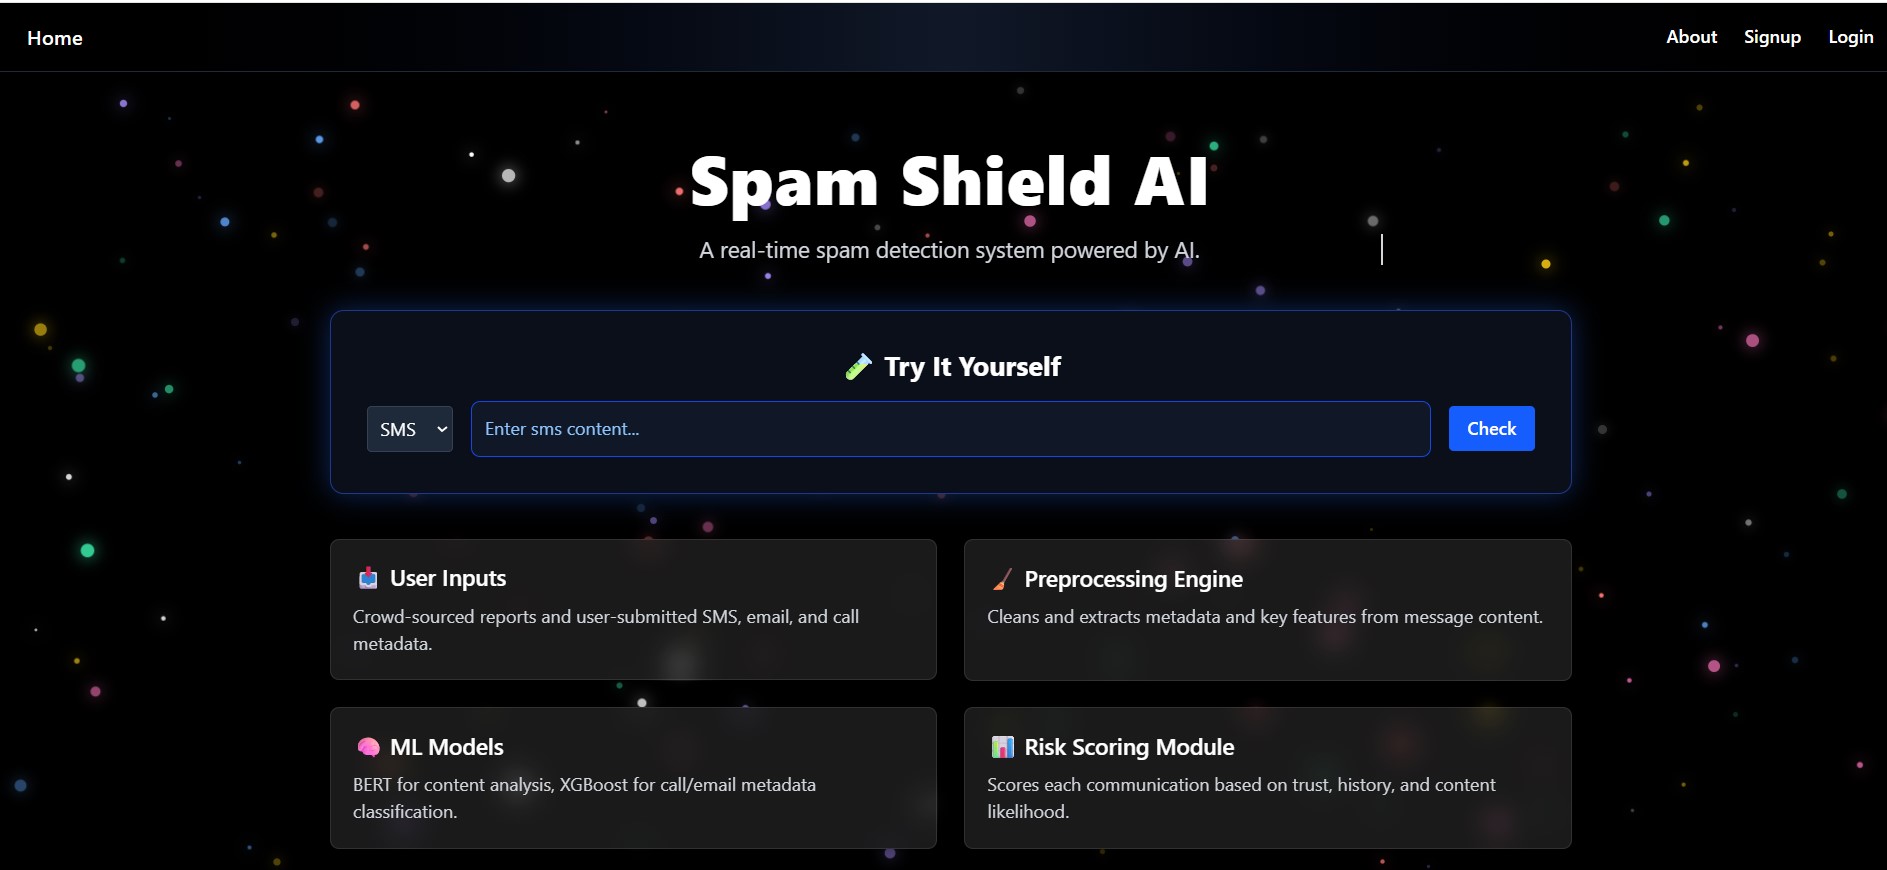 Home
About Signup Login
Spam Shield AI
A real-time spam detection system powered by AI.
Try It Yourself
SMS
Enter sms content...
Check
User Inputs
Crowd-sourced reports and user-submitted SMS, email, and call
metadata.
Preprocessing Engine
Cleans and extracts metadata and key features from message content.
ML Models
BERT for content analysis, XGBoost for call/email metadata
classification.
Risk Scoring Module
Scores each communication based on trust, history, and content
likelihood.